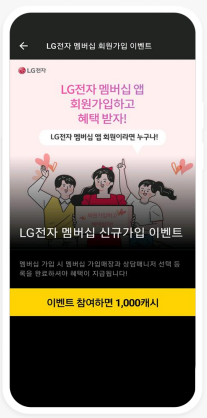 LG전자 멤버십 회원가입 이벤트
LG전자
LG전자 멤버십 앱
회원가입하고
혜택 받자!
LG전자 멤버십 앱 회원이라면 누구나!
LG전자 멤버십 신규가입 이벤트
멤버십 가입 시 멤버십 가입매장과 상담매니저 선택 등
록을 완료하셔야 혜택이 지급됩니다!
이벤트 참여하면 1,000캐시